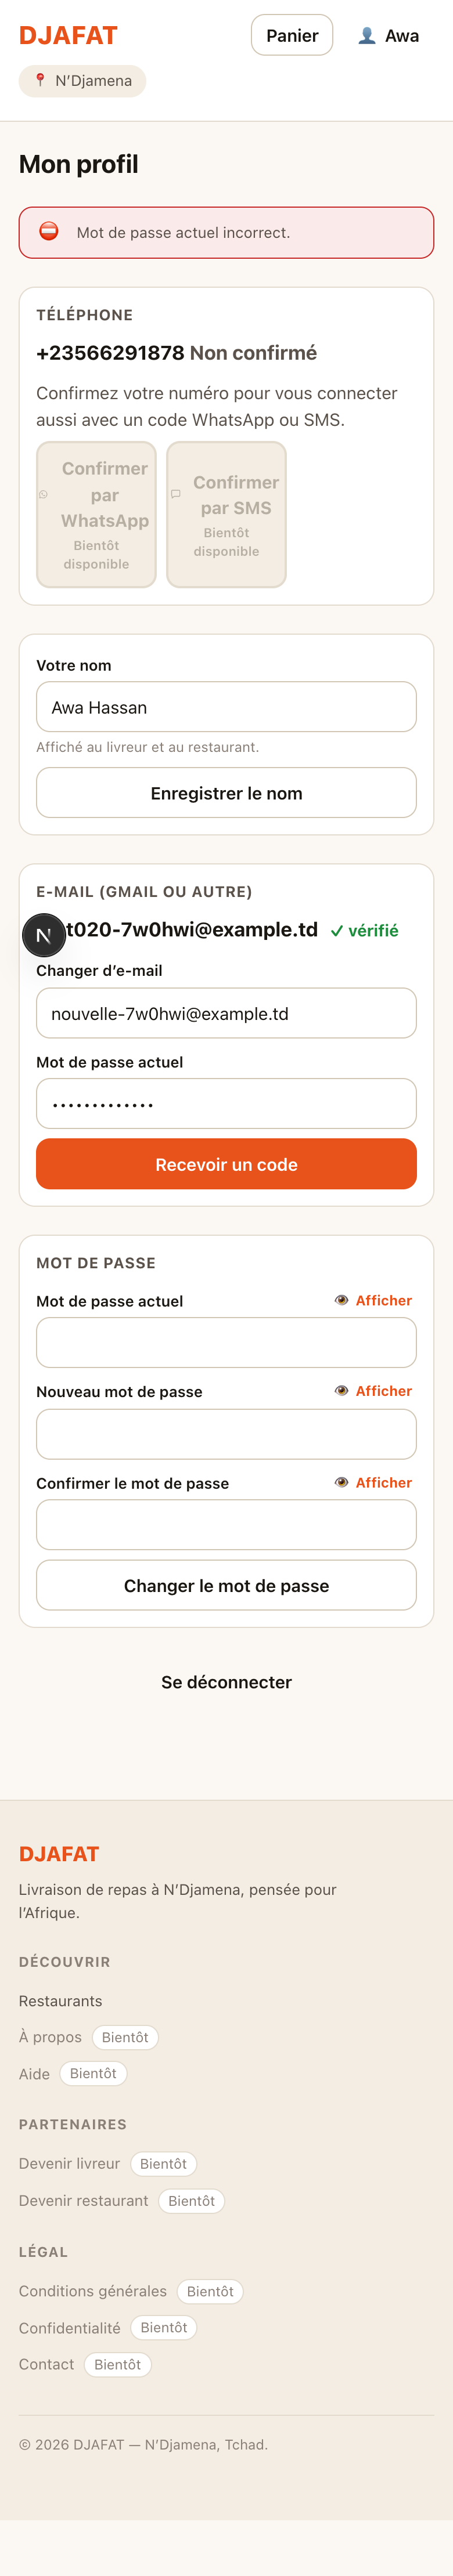 DJAFAT
Panier
Awa
N’Djamena
Mon profil
Mot de passe actuel incorrect.
TÉLÉPHONE
+23566291878 Non confirmé
Confirmez votre numéro pour vous connecter
aussi avec un code WhatsApp ou SMS.
Confirmer
par
WhatsApp
Bientôt
disponible
Confirmer
par SMS
Bientôt
disponible
Votre nom
Awa Hassan
Affiché au livreur et au restaurant.
Enregistrer le nom
E-MAIL (GMAIL OU AUTRE)
N
t020-7w0hwi@example.td ✓ vérifié
Changer d’e-mail
nouvelle-7w0hwi@example.td
Mot de passe actuel
•••••••••••••
Recevoir un code
MOT DE PASSE
Mot de passe actuel
Afficher
Nouveau mot de passe
Afficher
Confirmer le mot de passe
Afficher
Changer le mot de passe
Se déconnecter
DJAFAT
Livraison de repas à N’Djamena, pensée pour
l’Afrique.
DÉCOUVRIR
Restaurants
À propos Bientôt
Aide Bientôt
PARTENAIRES
Devenir livreur Bientôt
Devenir restaurant Bientôt
LÉGAL
Conditions générales Bientôt
Confidentialité Bientôt
Contact Bientôt
© 2026 DJAFAT — N’Djamena, Tchad.